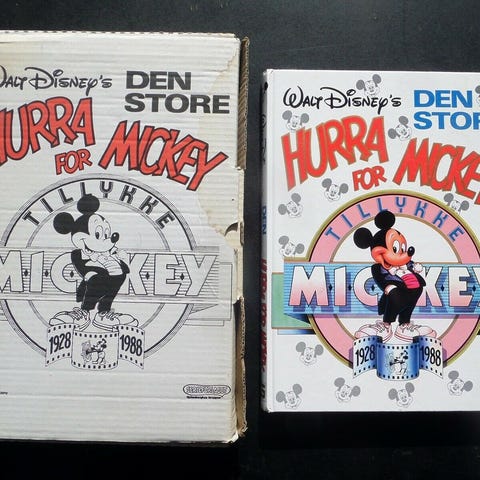 Walt Disney's DEN
STORE
HURRA
FOR MICKEY
TILLYKKE
MICKEY
1928 1988
Walt Disney's DEN
STOR
HURRA
FOR MICKEY
TILLYKKE
MICKEY
1928 1988